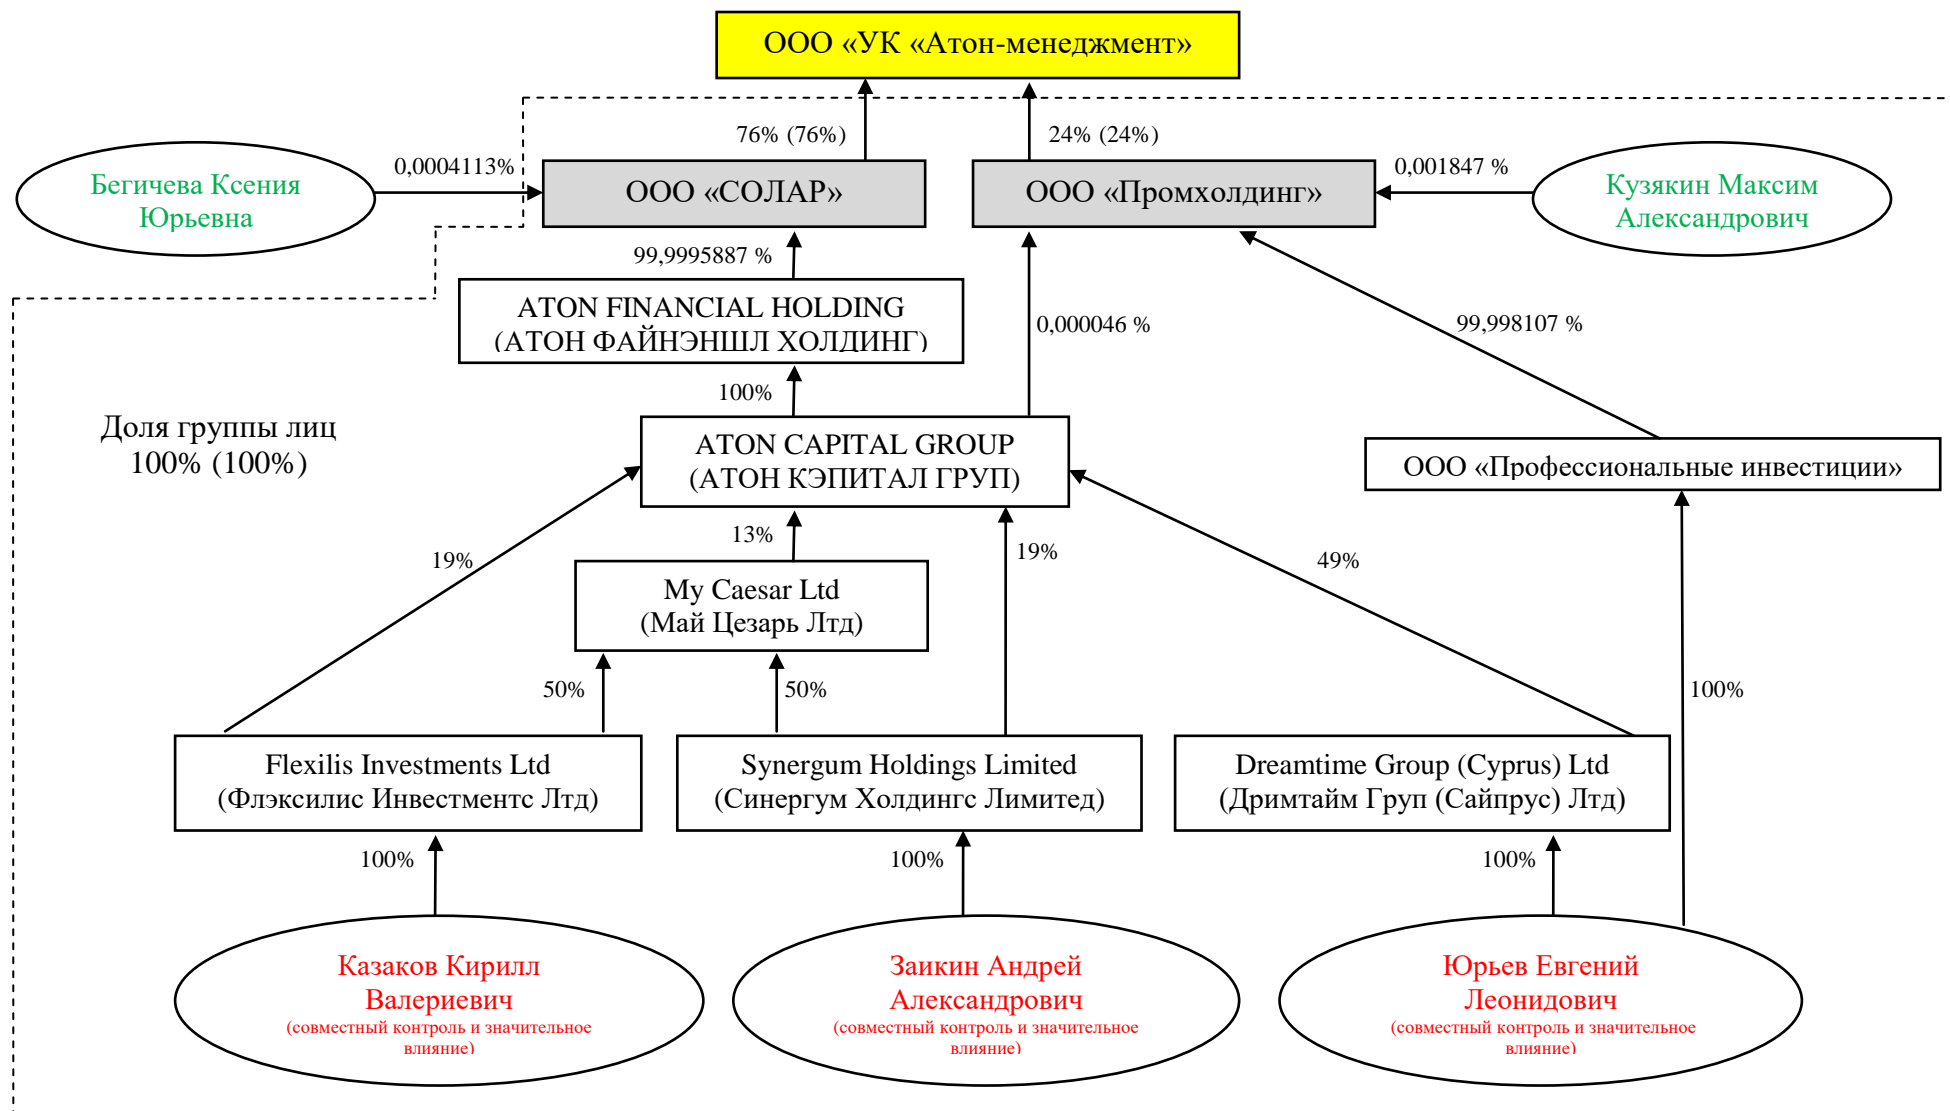 ООО «УК «Атон-менеджмент»
76% (76%)
24% (24%)
Бегичева Ксения
Юрьевна
0,0004113%
ООО «СОЛАР»
ООО «Промхолдинг»
0,001847 %
Кузякин Максим
Александрович
99,9995887 %
ATON FINANCIAL HOLDING
(АТОН ФАЙНЭНШЛ ХОЛДИНГ)
0,000046 %
99,998107 %
100%
Доля группы лиц
100% (100%)
ATON CAPITAL GROUP
(АТОН КЭПИТАЛ ГРУП)
ООО «Профессиональные инвестиции»
19%
13%
19%
49%
My Caesar Ltd
(Май Цезарь Лтд)
50%
50%
100%
Flexilis Investments Ltd
(Флэксилис Инвестментс Лтд)
Synergum Holdings Limited
(Синергум Холдингс Лимитед)
Dreamtime Group (Cyprus) Ltd
(Дримтайм Груп (Сайпрус) Лтд)
100%
100%
100%
Казаков Кирилл
Валериевич
(совместный контроль и значительное
влияние)
Заикин Андрей
Александрович
(совместный контроль и значительное
влияние)
Юрьев Евгений
Леонидович
(совместный контроль и значительное
влияние)